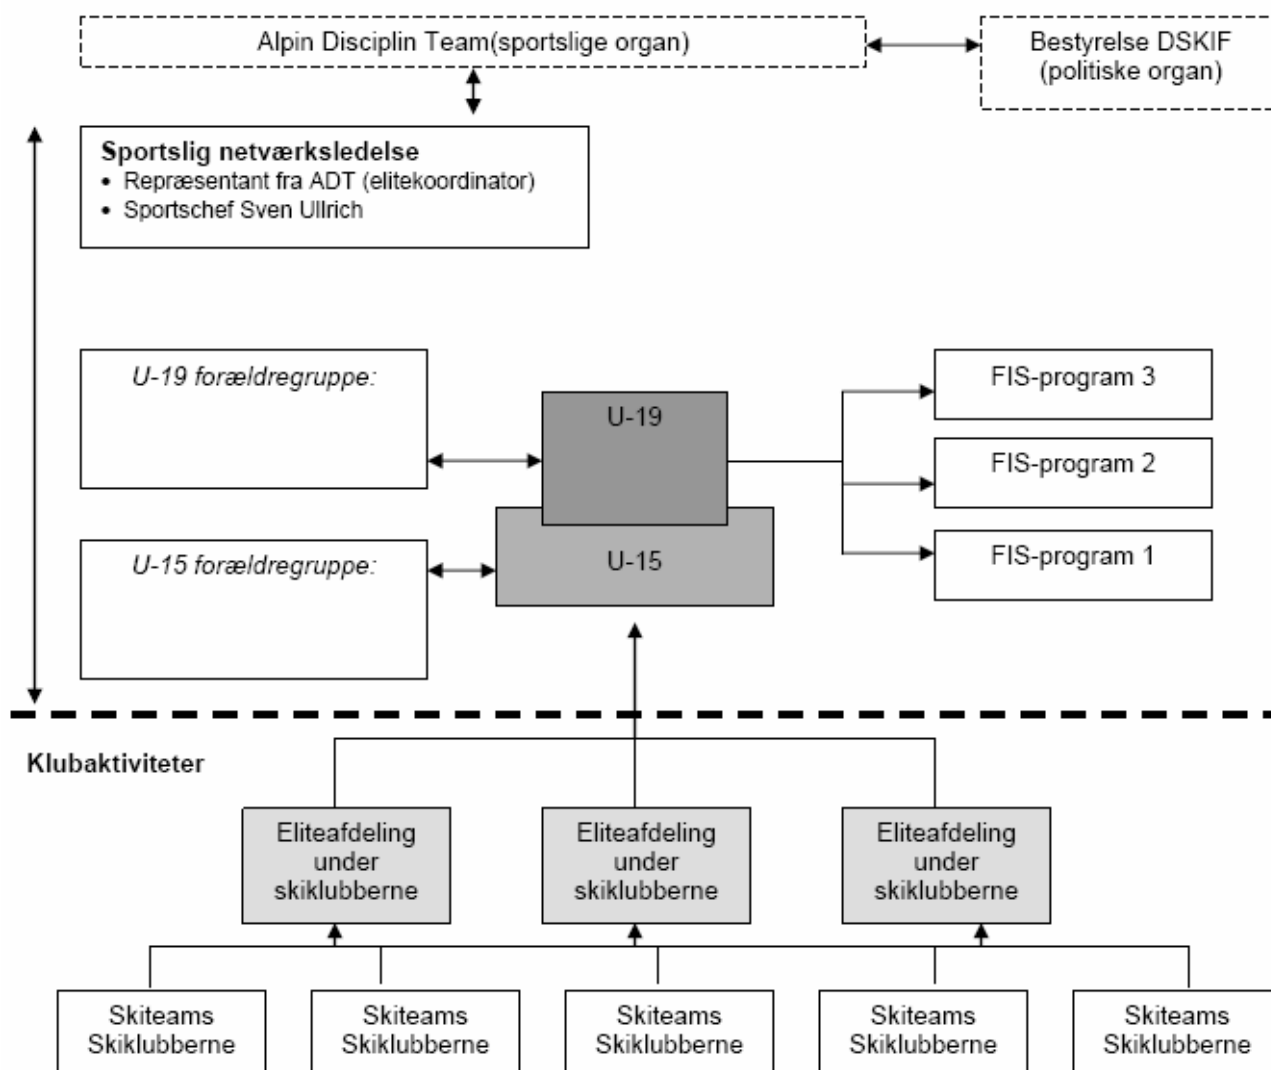 Alpin Disciplin Team(sportslige organ)
Bestyrelse DSKIF
(politiske organ)
Sportslig netværksledelse
• Repræsentant fra ADT (elitekoordinator)
• Sportschef Sven Ullrich
U-19 forældregruppe:
U-19
FIS-program 3
FIS-program 2
U-15 forældregruppe:
U-15
FIS-program 1
Klubaktiviteter
Eliteafdeling
under
skiklubberne
Eliteafdeling
under
skiklubberne
Eliteafdeling
under
skiklubberne
Skiteams
Skiklubberne
Skiteams
Skiklubberne
Skiteams
Skiklubberne
Skiteams
Skiklubberne
Skiteams
Skiklubberne